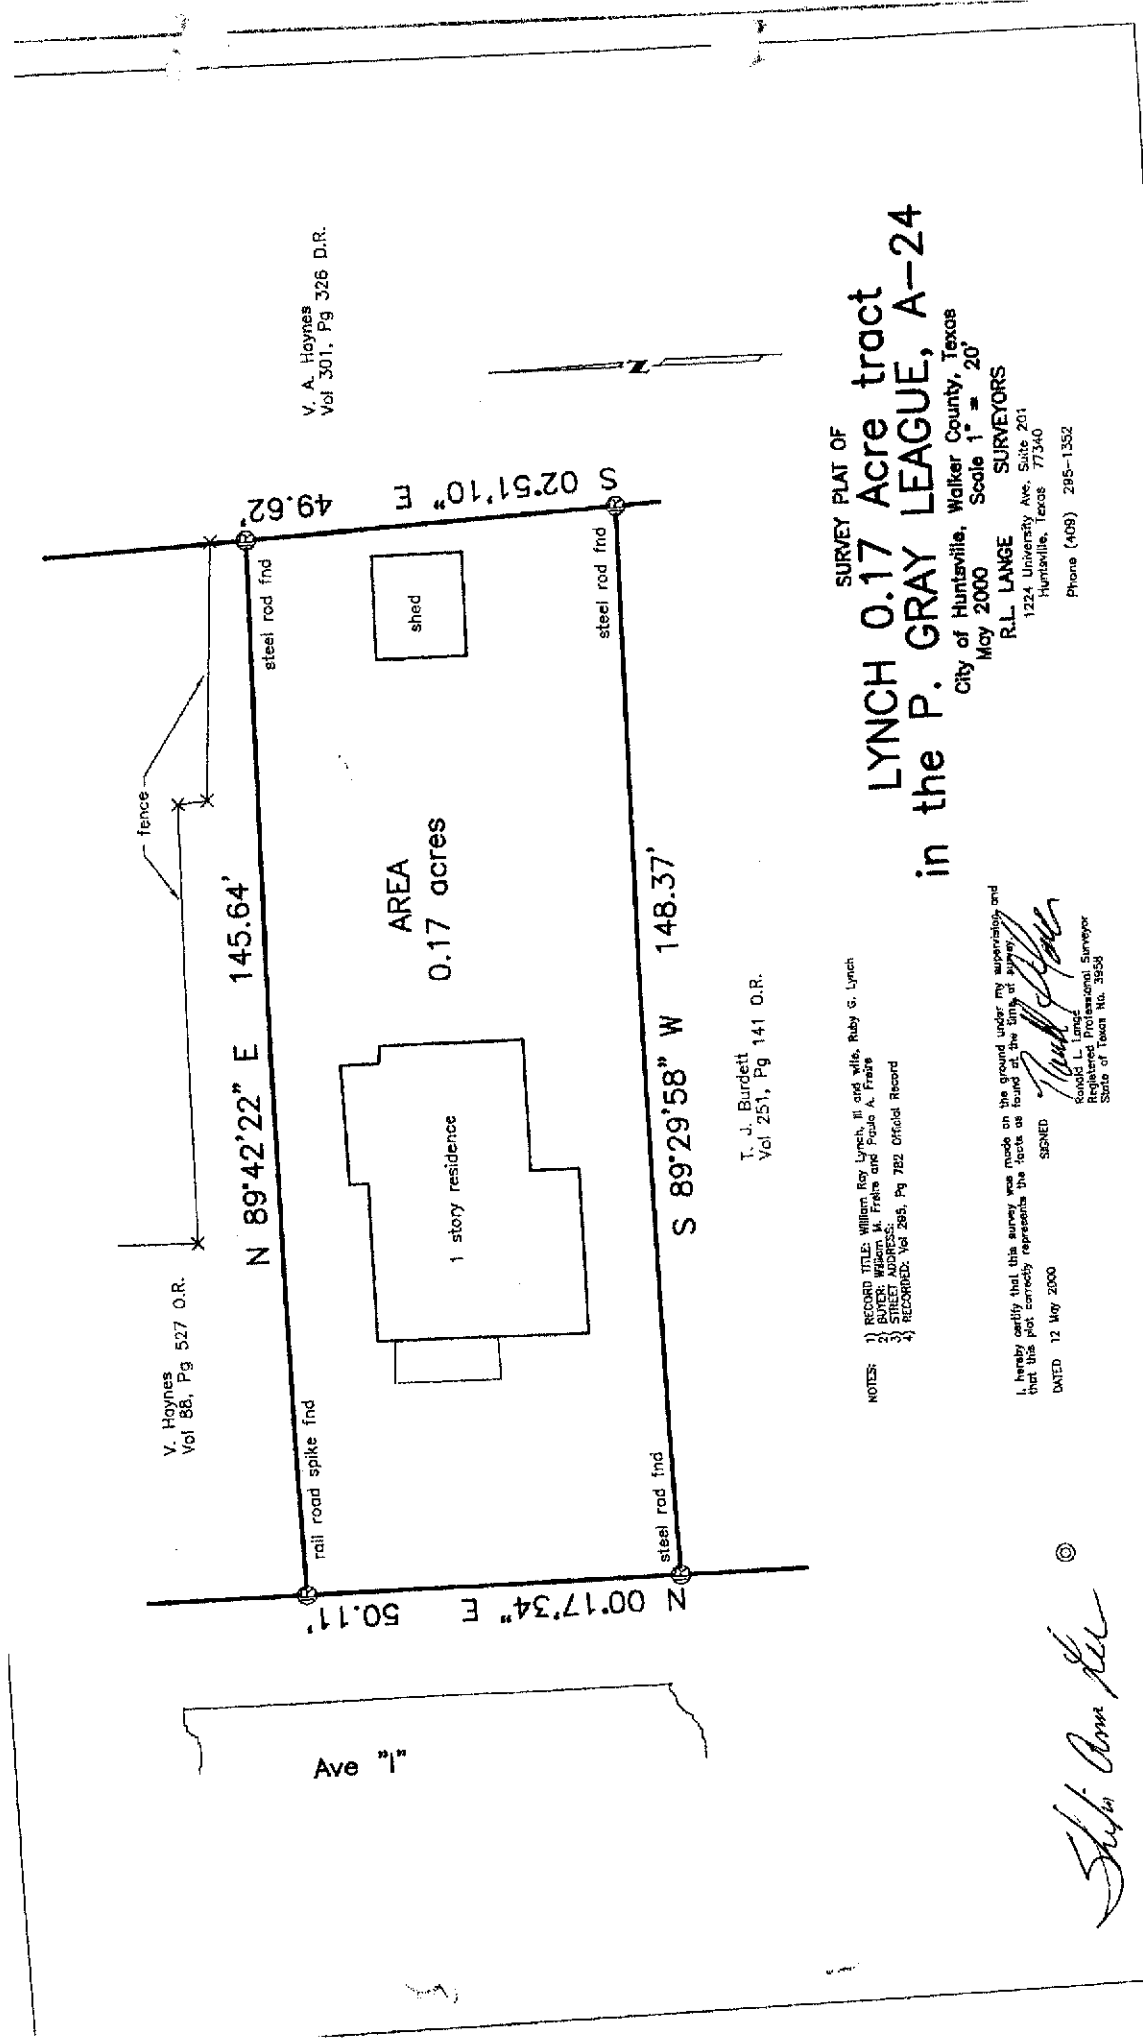 V. Haynes
Vol 88, Pg 527 O.R.
fence
V. A. Haynes
Vol 301, Pg 326 D.R.
N 89°42'22" E 145.64'
rail road spike fnd
steel rod fnd
Ave "I"
N 00°17'34" E 50.11'
1 story residence
AREA
0.17 acres
shed
S 02°51'10" E 49.62'
steel rod fnd
steel rod fnd
S 89°29'58" W 148.37'
T. J. Burdett
Vol 251, Pg 141 O.R.
N
SURVEY PLAT OF
LYNCH 0.17 Acre tract
in the P. GRAY LEAGUE, A-24
City of Huntsville, Walker County, Texas
May 2000 Scale 1" = 20'
R.L. LANGE SURVEYORS
1224 University Ave, Suite 201
Huntsville, Texas 77340
Phone (409) 295-1352
NOTES: 1) RECORD TITLE: William Ray Lynch, III and wife, Ruby G. Lynch
2) BUYER: William M. Freire and Paula A. Freire
3) STREET ADDRESS:
4) RECORDED: Vol 295, Pg 782 Official Record
I, hereby certify that this survey was made on the ground under my supervision, and
that this plat correctly represents the facts as found at the time of survey.
DATED 12 May 2000 SIGNED
Ronald L. Lange
Registered Professional Surveyor
State of Texas No. 3958